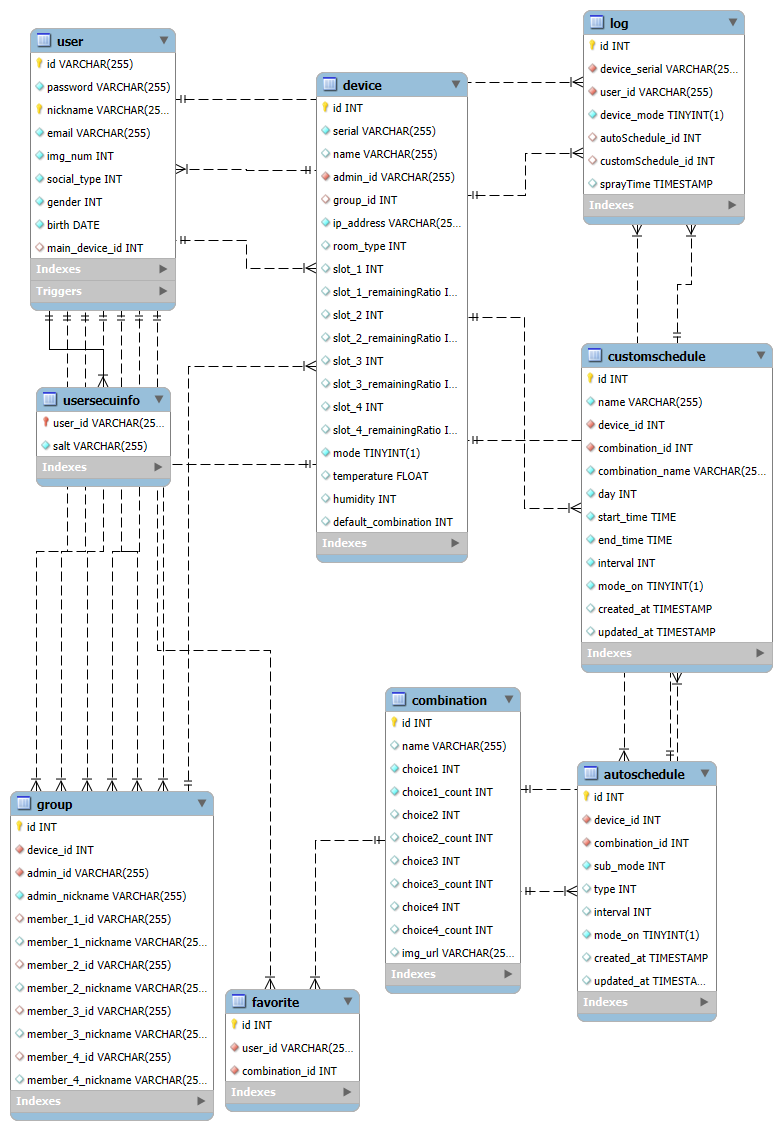 user
id VARCHAR(255)
password VARCHAR(255)
nickname VARCHAR(25...
email VARCHAR(255)
img_num INT
social_type INT
gender INT
birth DATE
main_device_id INT
Indexes
Triggers
usersecuinfo
user_id VARCHAR(25...
salt VARCHAR(255)
Indexes
device
id INT
serial VARCHAR(255)
name VARCHAR(255)
admin_id VARCHAR(255)
group_id INT
ip_address VARCHAR(25...
room_type INT
slot_1 INT
slot_1_remainingRatio I...
slot_2 INT
slot_2_remainingRatio I...
slot_3 INT
slot_3_remainingRatio I...
slot_4 INT
slot_4_remainingRatio I...
mode TINYINT(1)
temperature FLOAT
humidity INT
default_combination INT
Indexes
log
id INT
device_serial VARCHAR(25...
user_id VARCHAR(255)
device_mode TINYINT(1)
autoSchedule_id INT
customSchedule_id INT
sprayTime TIMESTAMP
Indexes
customschedule
id INT
name VARCHAR(255)
device_id INT
combination_id INT
combination_name VARCHAR(25...
day INT
start_time TIME
end_time TIME
interval INT
mode_on TINYINT(1)
created_at TIMESTAMP
updated_at TIMESTAMP
Indexes
group
id INT
device_id INT
admin_id VARCHAR(255)
admin_nickname VARCHAR(255)
member_1_id VARCHAR(255)
member_1_nickname VARCHAR(25...
member_2_id VARCHAR(255)
member_2_nickname VARCHAR(25...
member_3_id VARCHAR(255)
member_3_nickname VARCHAR(25...
member_4_id VARCHAR(255)
member_4_nickname VARCHAR(25...
Indexes
combination
id INT
name VARCHAR(255)
choice1 INT
choice1_count INT
choice2 INT
choice2_count INT
choice3 INT
choice3_count INT
choice4 INT
choice4_count INT
img_url VARCHAR(25...
Indexes
favorite
id INT
user_id VARCHAR(25...
combination_id INT
Indexes
autoschedule
id INT
device_id INT
combination_id INT
sub_mode INT
type INT
interval INT
mode_on TINYINT(1)
created_at TIMESTAMP
updated_at TIMESTA...
Indexes